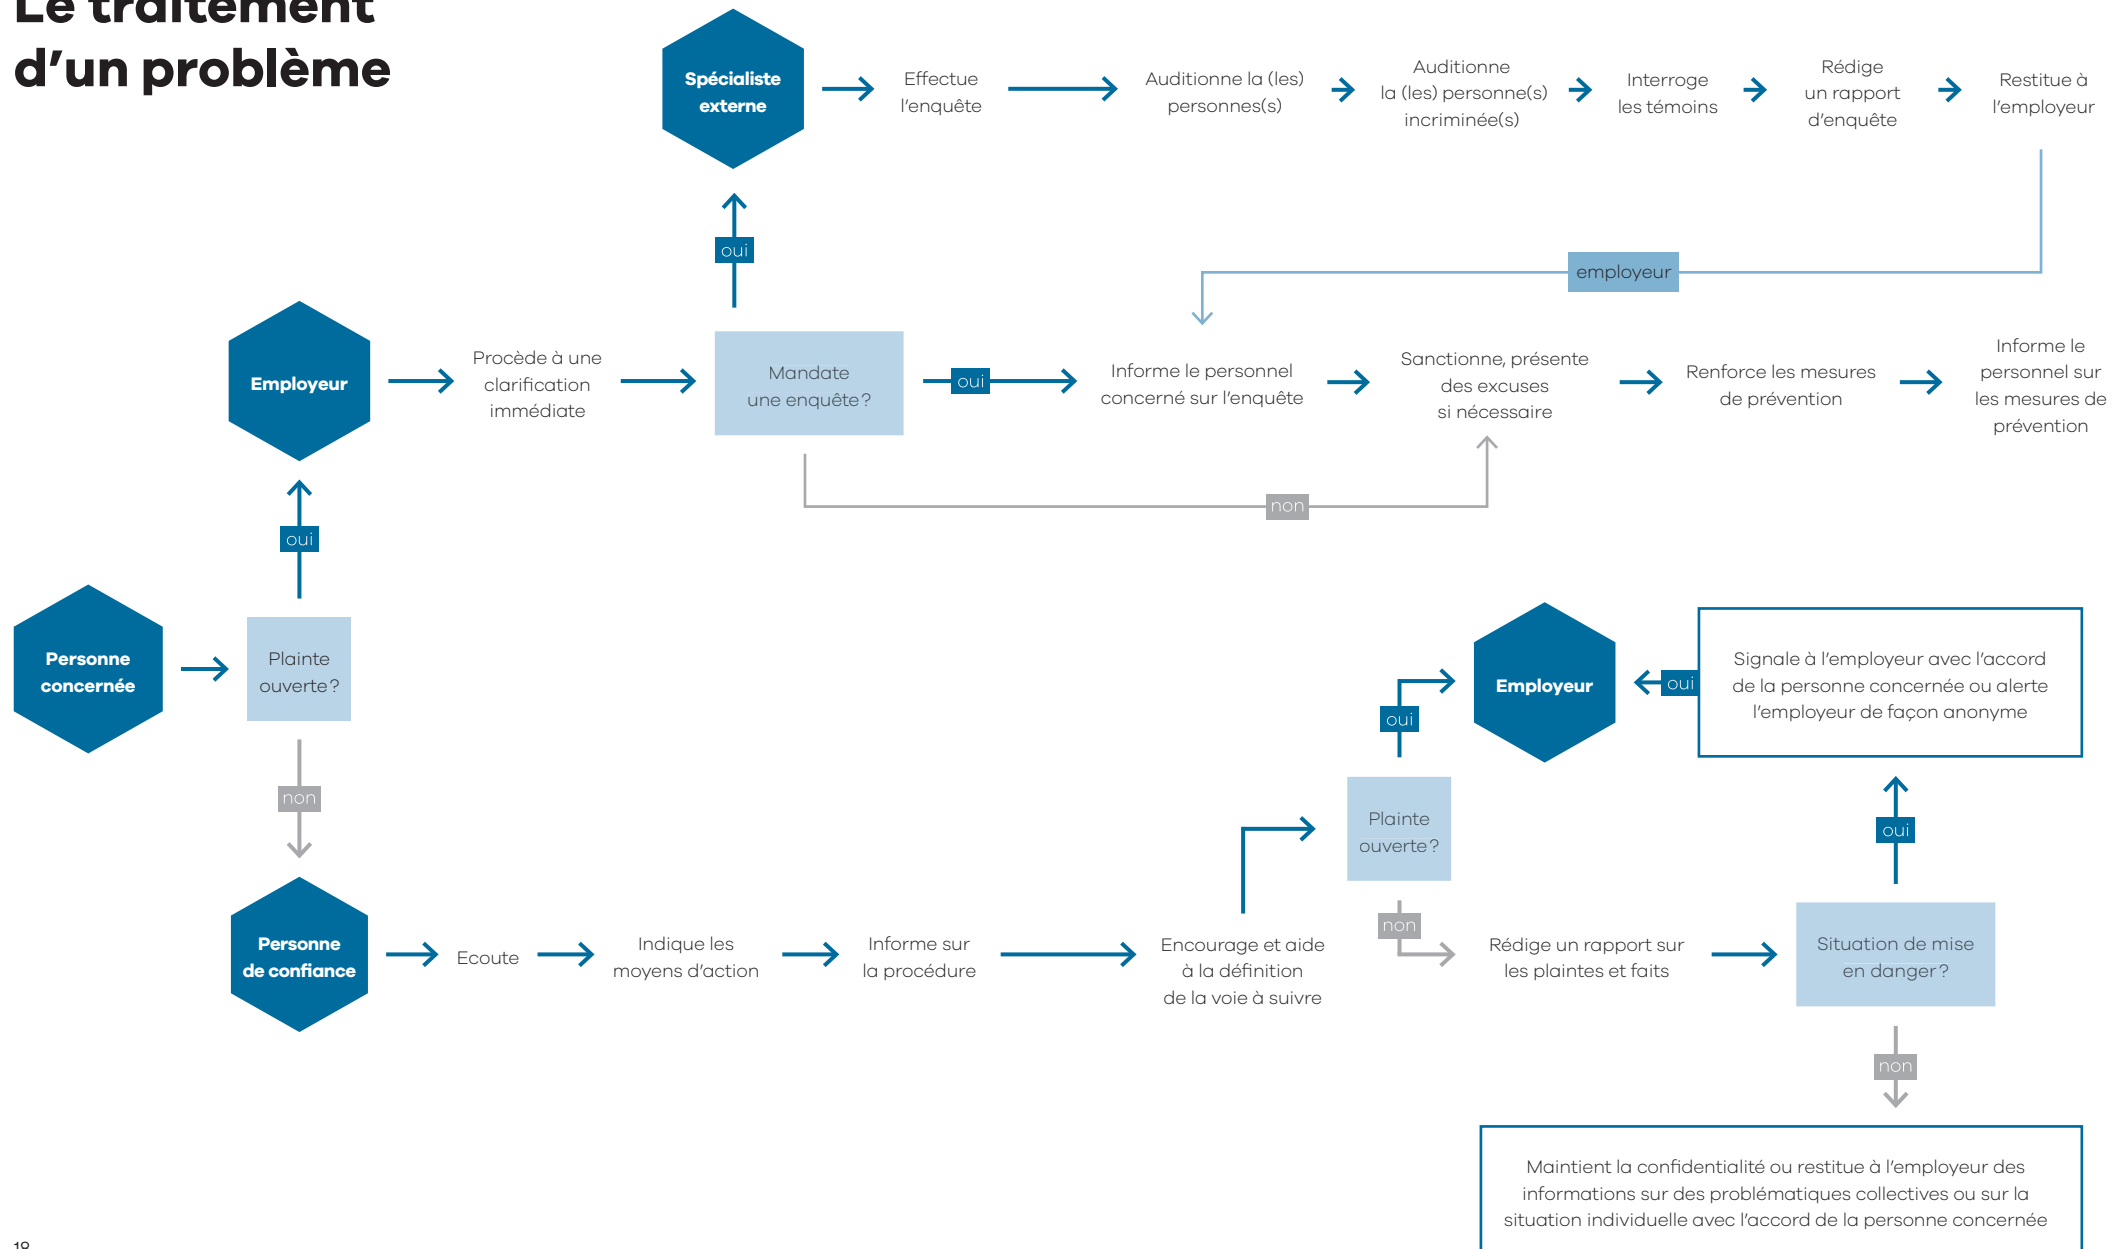 Le traitement
d'un problème
Spécialiste
externe
Effectue
l'enquête
Auditionne la (les)
personnes(s)
Auditionne
la (les) personne(s)
incriminée(s)
Interroge
les témoins
Rédige
un rapport
d'enquête
Restitue à
l'employeur
oui
employeur
Employeur
Procède à une
clarification
immédiate
Mandate
une enquête ?
oui
Informe le personnel
concerné sur l'enquête
Sanctionne, présente
des excuses
si nécessaire
Renforce les mesures
de prévention
Informe le
personnel sur
les mesures de
prévention
non
oui
Personne
concernée
Plainte
ouverte ?
non
Employeur
oui
Signale à l'employeur avec l'accord
de la personne concernée ou alerte
l'employeur de façon anonyme
oui
Plainte
ouverte ?
oui
non
Personne
de confiance
Ecoute
Indique les
moyens d'action
Informe sur
la procédure
Encourage et aide
à la définition
de la voie à suivre
Rédige un rapport sur
les plaintes et faits
Situation de mise
en danger ?
non
Maintient la confidentialité ou restitue à l'employeur des
informations sur des problématiques collectives ou sur la
situation individuelle avec l'accord de la personne concernée
18